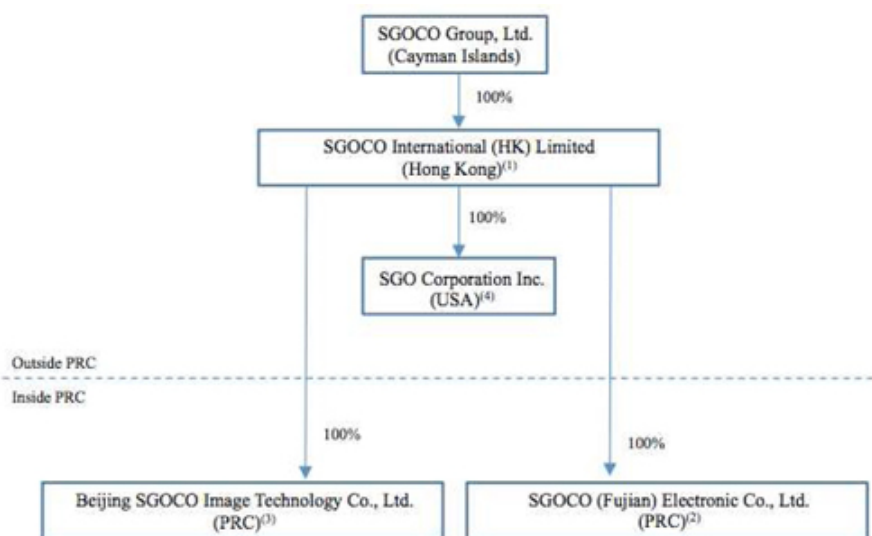 SGOCO Group, Ltd.
(Cayman Islands)
100%
SGOCO International (HK) Limited
(Hong Kong)(1)
100%
SGO Corporation Inc.
(USA)(4)
Outside PRC
Inside PRC
100%
100%
Beijing SGOCO Image Technology Co., Ltd.
(PRC)(3)
SGOCO (Fujian) Electronic Co., Ltd.
(PRC)(2)